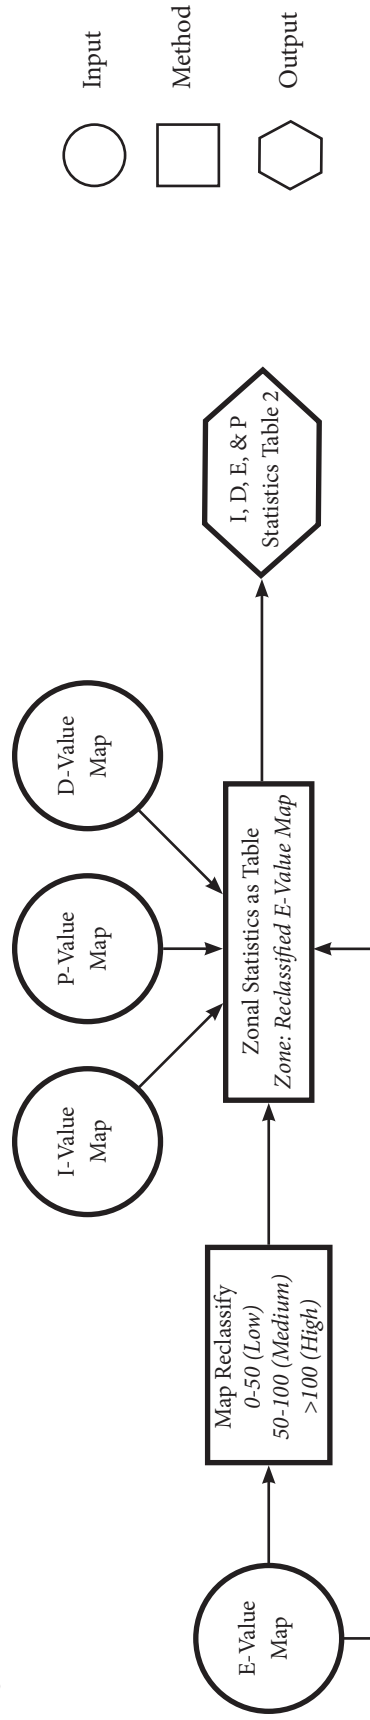 I-Value
Map
P-Value
Map
D-Value
Map
E-Value
Map
Map Reclassify
0-50 (Low)
50-100 (Medium)
>100 (High)
Zonal Statistics as Table
Zone: Reclassified E-Value Map
I, D, E, & P
Statistics Table 2
Input
Method
Output